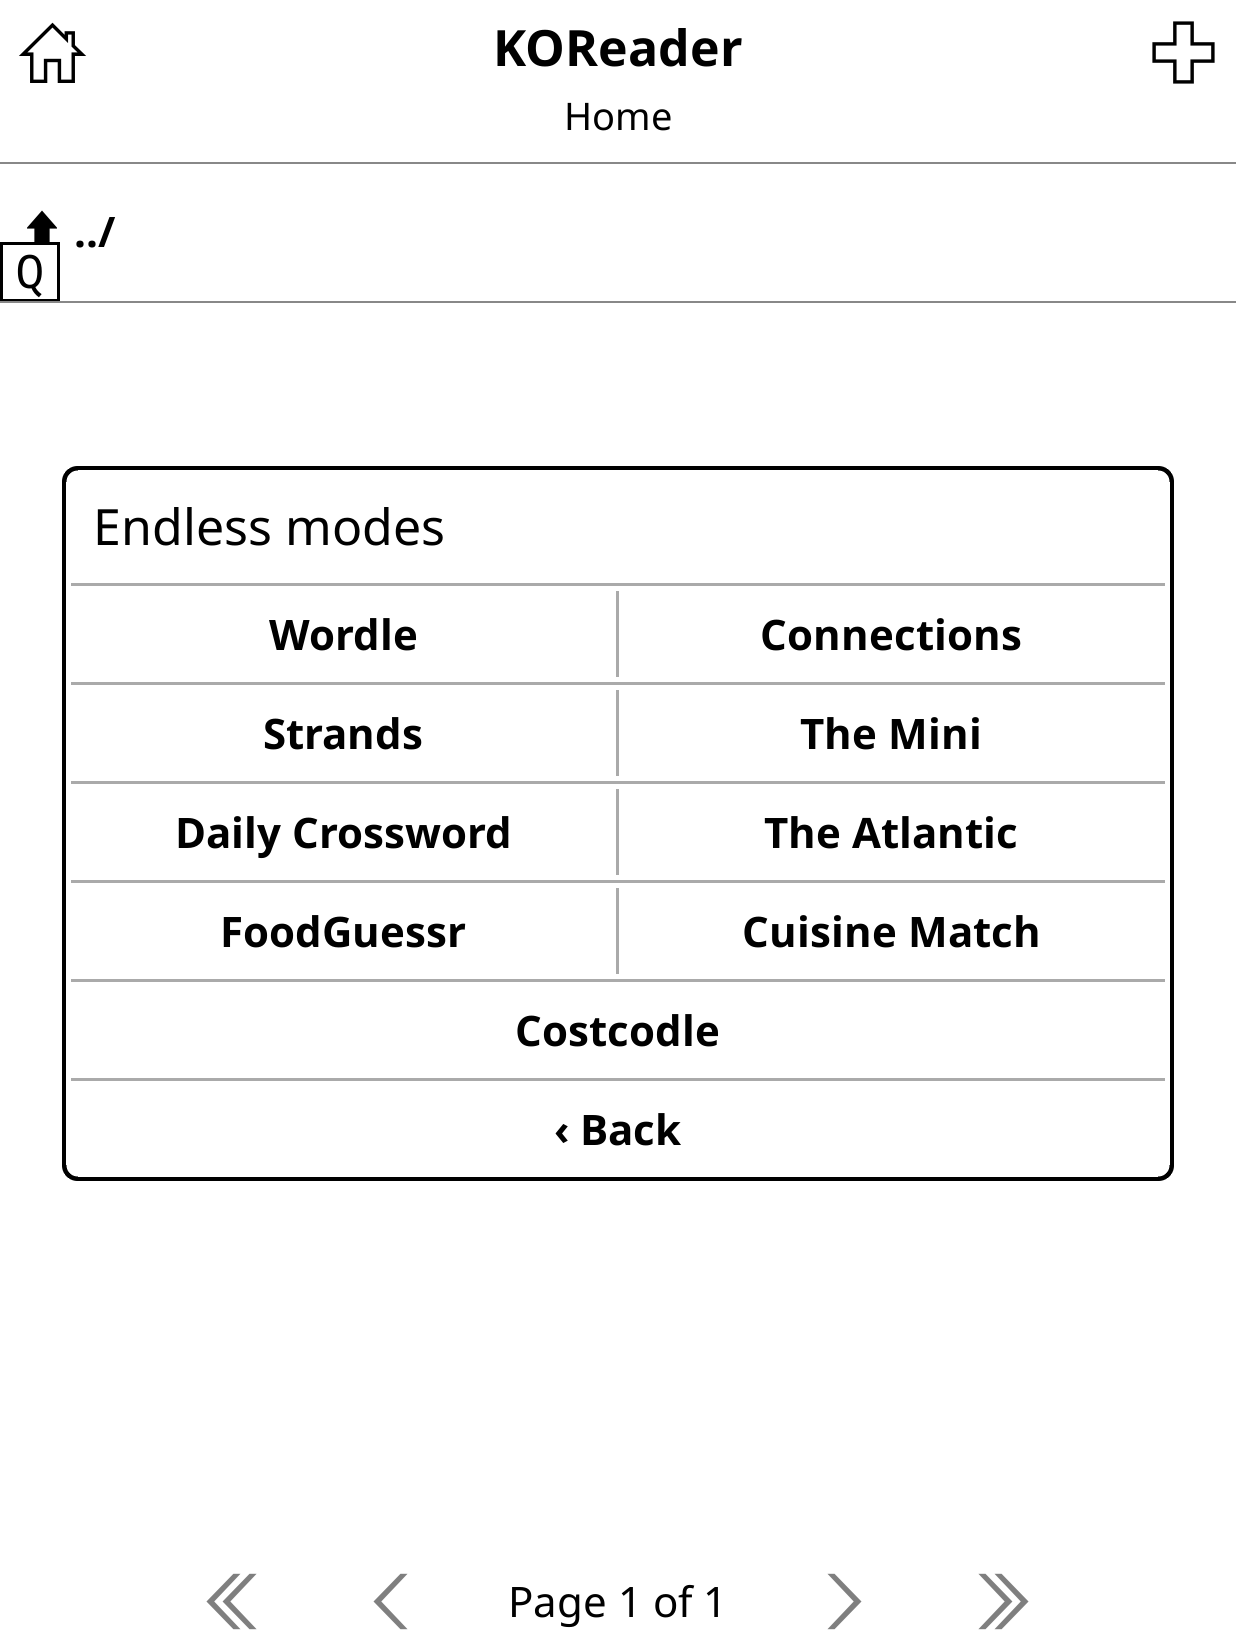 KOReader
Home
../
Q
Endless modes
Wordle
Connections
Strands
The Mini
Daily Crossword
The Atlantic
FoodGuessr
Cuisine Match
Costcodle
‹ Back
Page 1 of 1